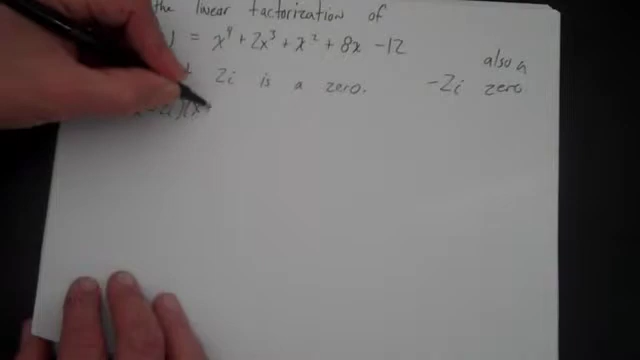 the linear factorization of
) = x⁴ + 2x³ + x² + 8x - 12
also a
2i is a zero. -2i zero